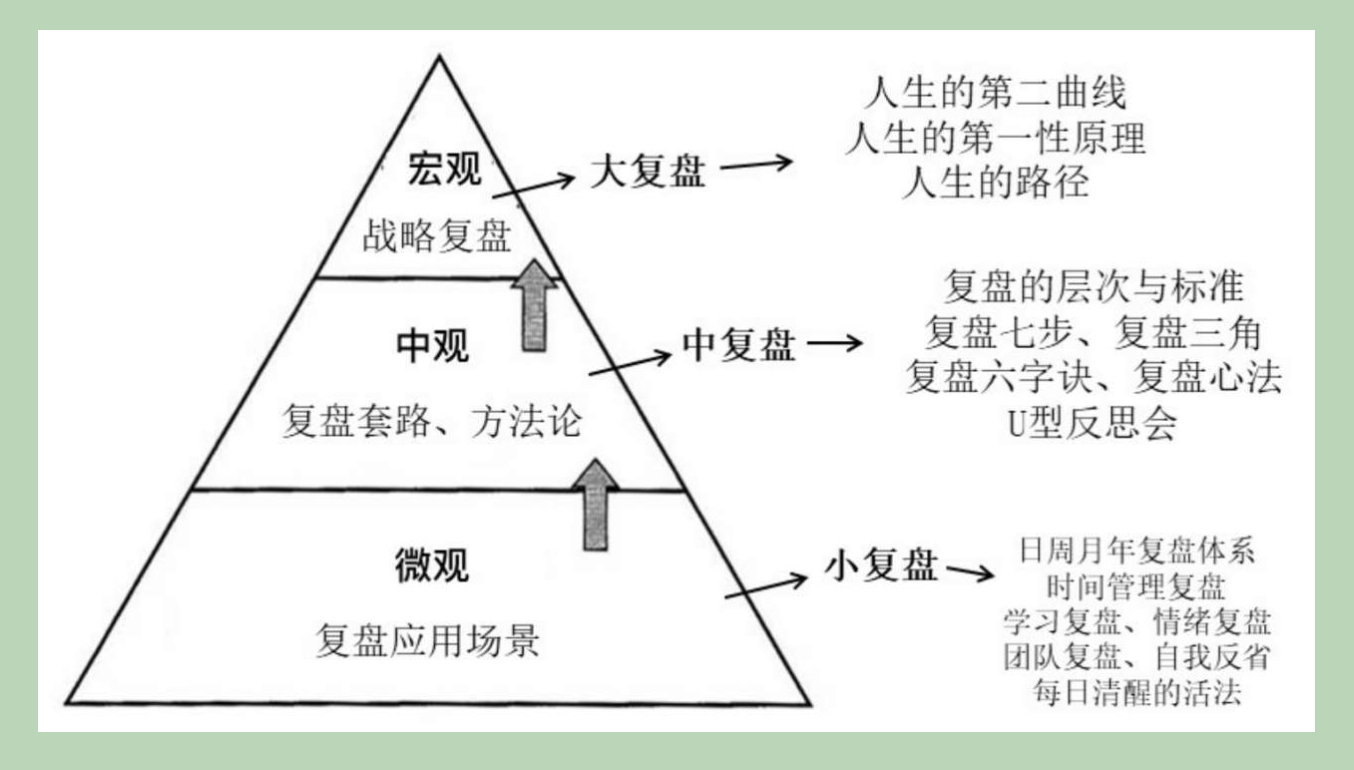 宏观
战略复盘
大复盘
人生的第二曲线
人生的第一性原理
人生的路径
中观
复盘套路、方法论
中复盘
复盘的层次与标准
复盘七步、复盘三角
复盘六字诀、复盘心法
U型反思会
微观
复盘应用场景
小复盘
日周月年复盘体系
时间管理复盘
学习复盘、情绪复盘
团队复盘、自我反省
每日清醒的活法